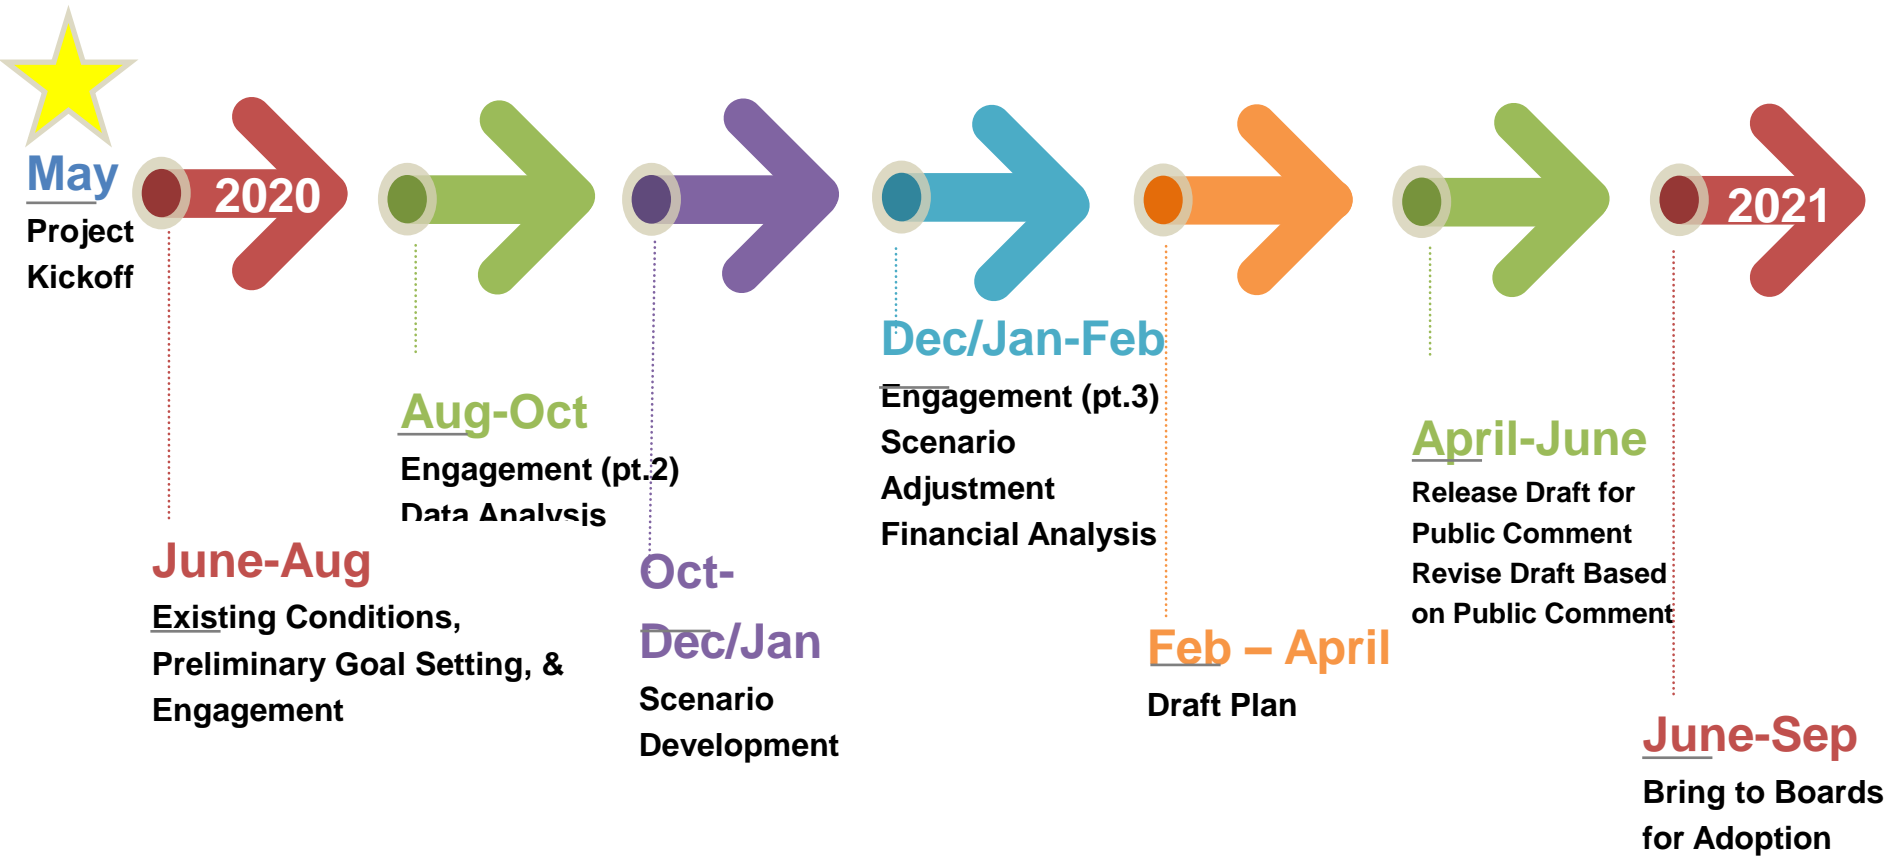 May
Project
Kickoff
2020
June-Aug
Existing Conditions,
Preliminary Goal Setting, &
Engagement
Aug-Oct
Engagement (pt.2)
Data Analysis
Oct-
Dec/Jan
Scenario
Development
Dec/Jan-Feb
Engagement (pt.3)
Scenario
Adjustment
Financial Analysis
Feb – April
Draft Plan
April-June
Release Draft for
Public Comment
Revise Draft Based
on Public Comment
2021
June-Sep
Bring to Boards
for Adoption